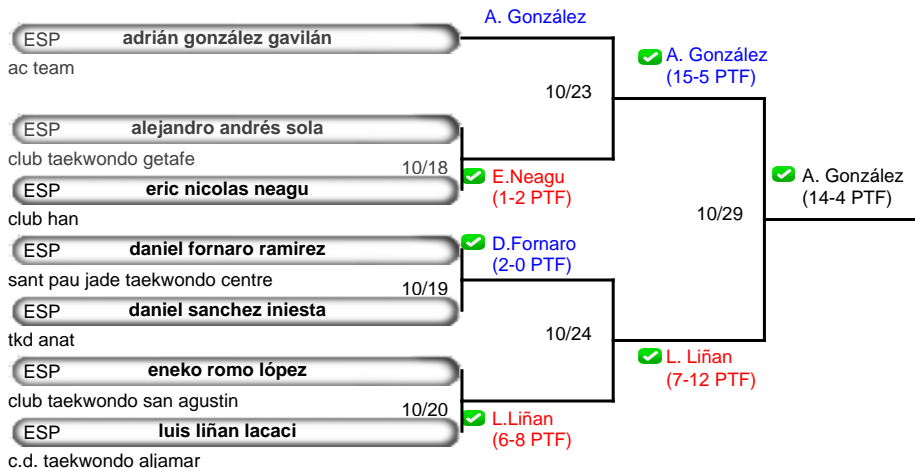 A. González
ESP adrián gonzález gavilán
ac team
A. González
(15-5 PTF)
10/23
ESP alejandro andrés sola
club taekwondo getafe
10/18
E.Neagu
(1-2 PTF)
ESP eric nicolas neagu
club han
A. González
(14-4 PTF)
10/29
ESP daniel fornaro ramirez
sant pau jade taekwondo centre
D.Fornaro
(2-0 PTF)
10/19
ESP daniel sanchez iniesta
tkd anat
10/24
L. Liñan
(7-12 PTF)
ESP eneko romo lópez
club taekwondo san agustin
10/20
L.Liñan
(6-8 PTF)
ESP luis liñan lacaci
c.d. taekwondo aljamar